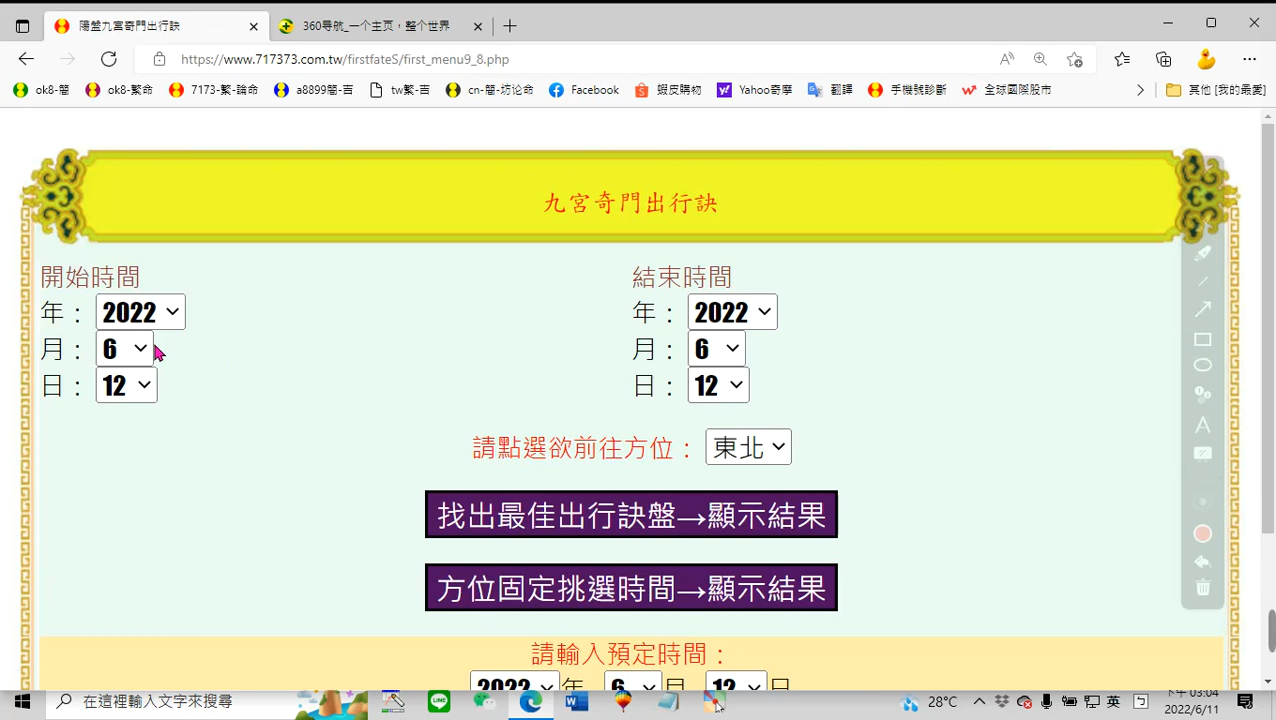 陽盤九宮奇門出行訣
360导航_一个主页，整个世界
https://www.717373.com.tw/firstfateS/first_menu9_8.php
ok8-簡
ok8-繁命
7173-繁-論命
a8899簡-吉
tw繁-吉
cn-簡-坊论命
Facebook
蝦皮購物
Yahoo奇摩
翻譯
手機號診斷
全球國際股市
其他 [我的最愛]
九宮奇門出行訣
開始時間
結束時間
年： 2022
年： 2022
月： 6
月： 6
日： 12
日： 12
請點選欲前往方位： 東北
找出最佳出行訣盤→顯示結果
方位固定挑選時間→顯示結果
請輸入預定時間：
2022 年 6 月 12 日
在這裡輸入文字來搜尋
28°C
英
下午 03:04
2022/6/11